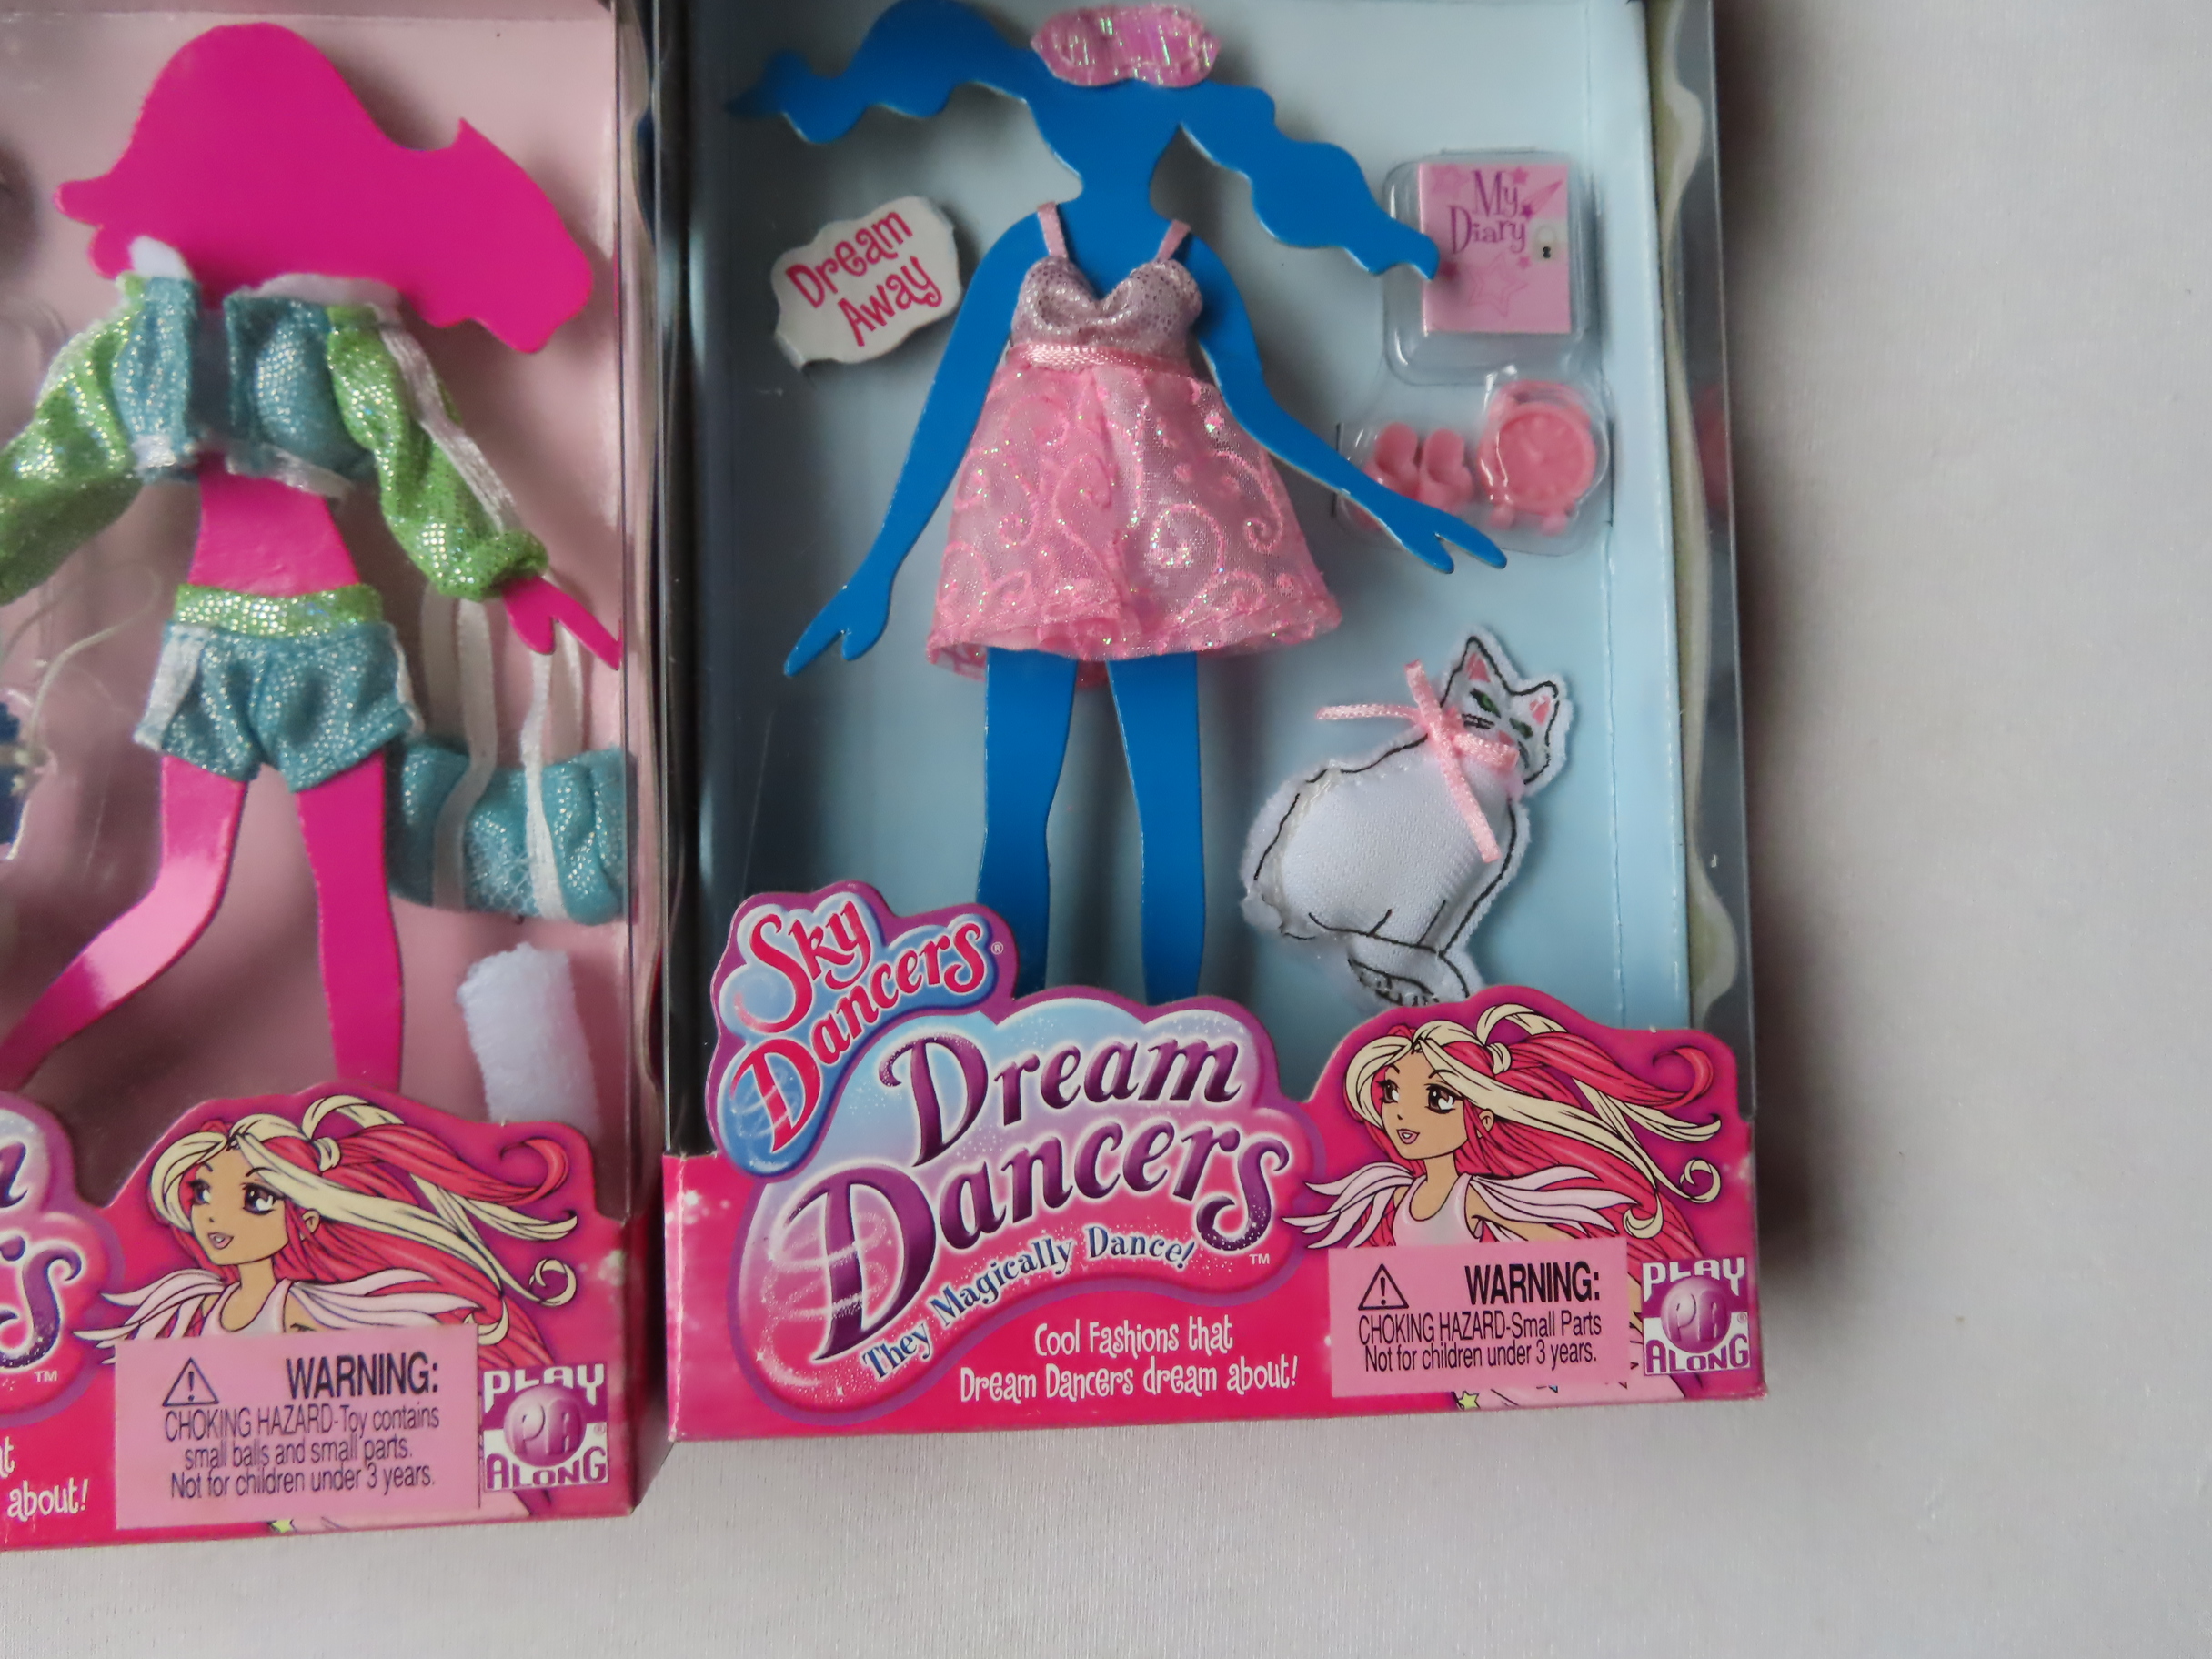 Dream
Away
My
Diary
Sky
Dancers®
Dream
Dancers
They Magically Dance!
TM
Cool Fashions that
Dream Dancers dream about!
WARNING:
CHOKING HAZARD-Small Parts
Not for children under 3 years.
PLAY
PA®
ALONG
TM
about!
WARNING:
CHOKING HAZARD-Toy contains
small balls and small parts.
Not for children under 3 years.
PLAY
PA®
ALONG